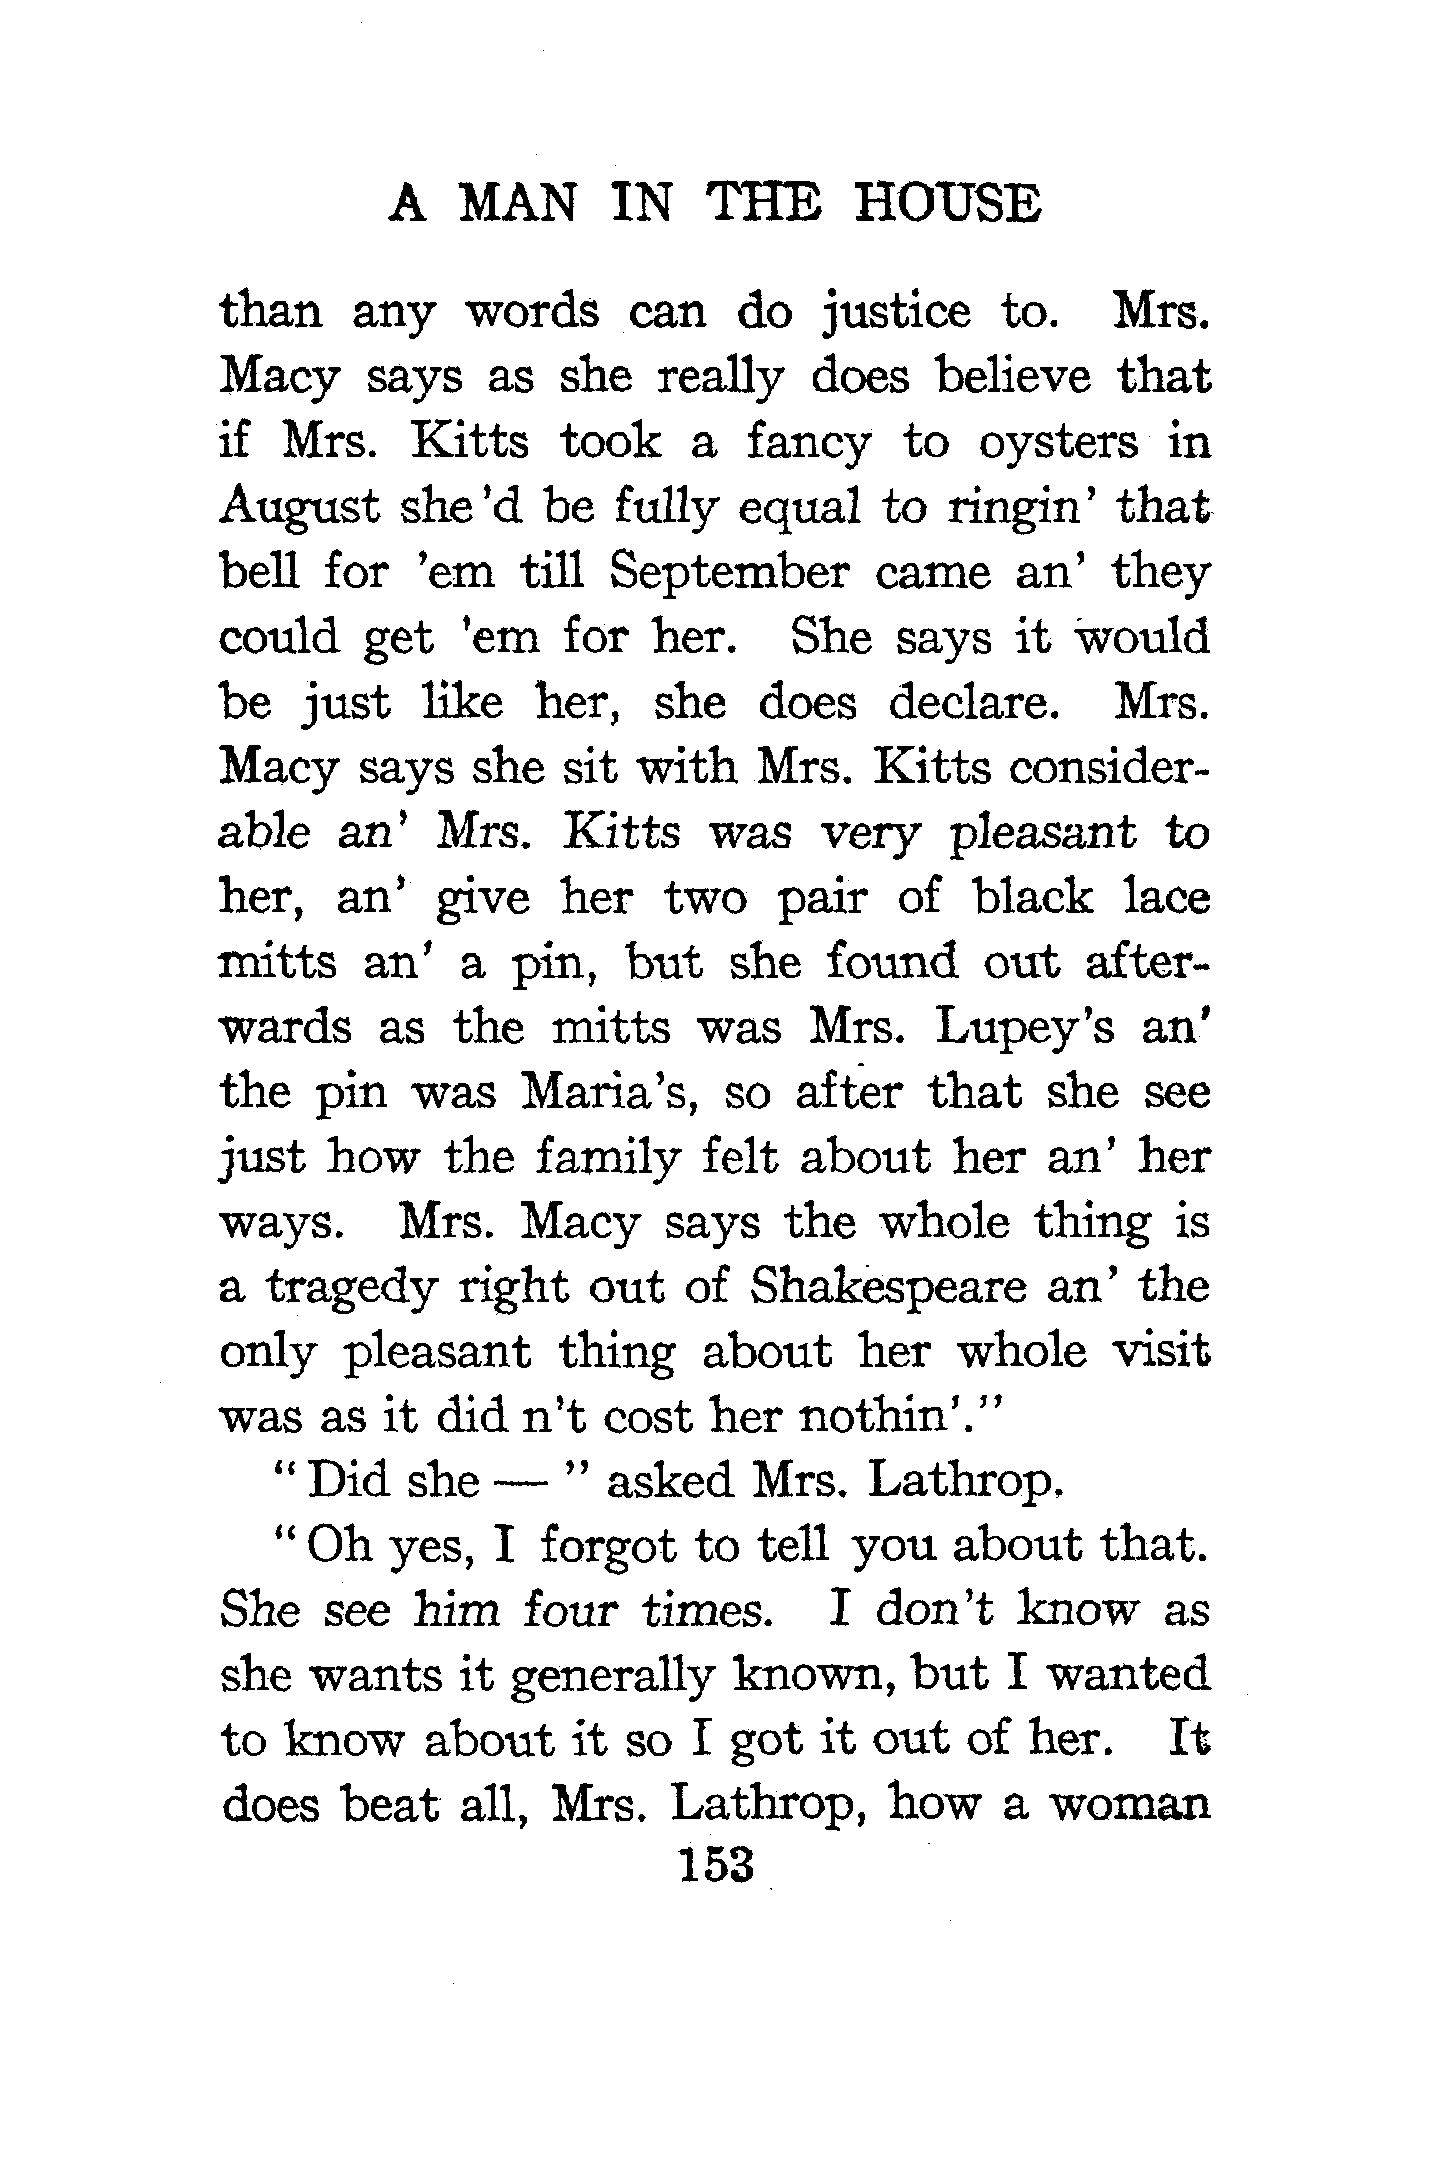 A MAN IN THE HOUSE
than any words can do justice to. Mrs.
Macy says as she really does believe that
if Mrs. Kitts took a fancy to oysters in
August she'd be fully equal to ringin' that
bell for 'em till September came an' they
could get 'em for her. She says it would
be just like her, she does declare. Mrs.
Macy says she sit with Mrs. Kitts consider-
able an' Mrs. Kitts was very pleasant to
her, an' give her two pair of black lace
mitts an' a pin, but she found out after-
wards as the mitts was Mrs. Lupey's an'
the pin was Maria's, so after that she see
just how the family felt about her an' her
ways. Mrs. Macy says the whole thing is
a tragedy right out of Shakespeare an' the
only pleasant thing about her whole visit
was as it did n't cost her nothin'."
"Did she — " asked Mrs. Lathrop.
"Oh yes, I forgot to tell you about that.
She see him four times. I don't know as
she wants it generally known, but I wanted
to know about it so I got it out of her. It
does beat all, Mrs. Lathrop, how a woman
153